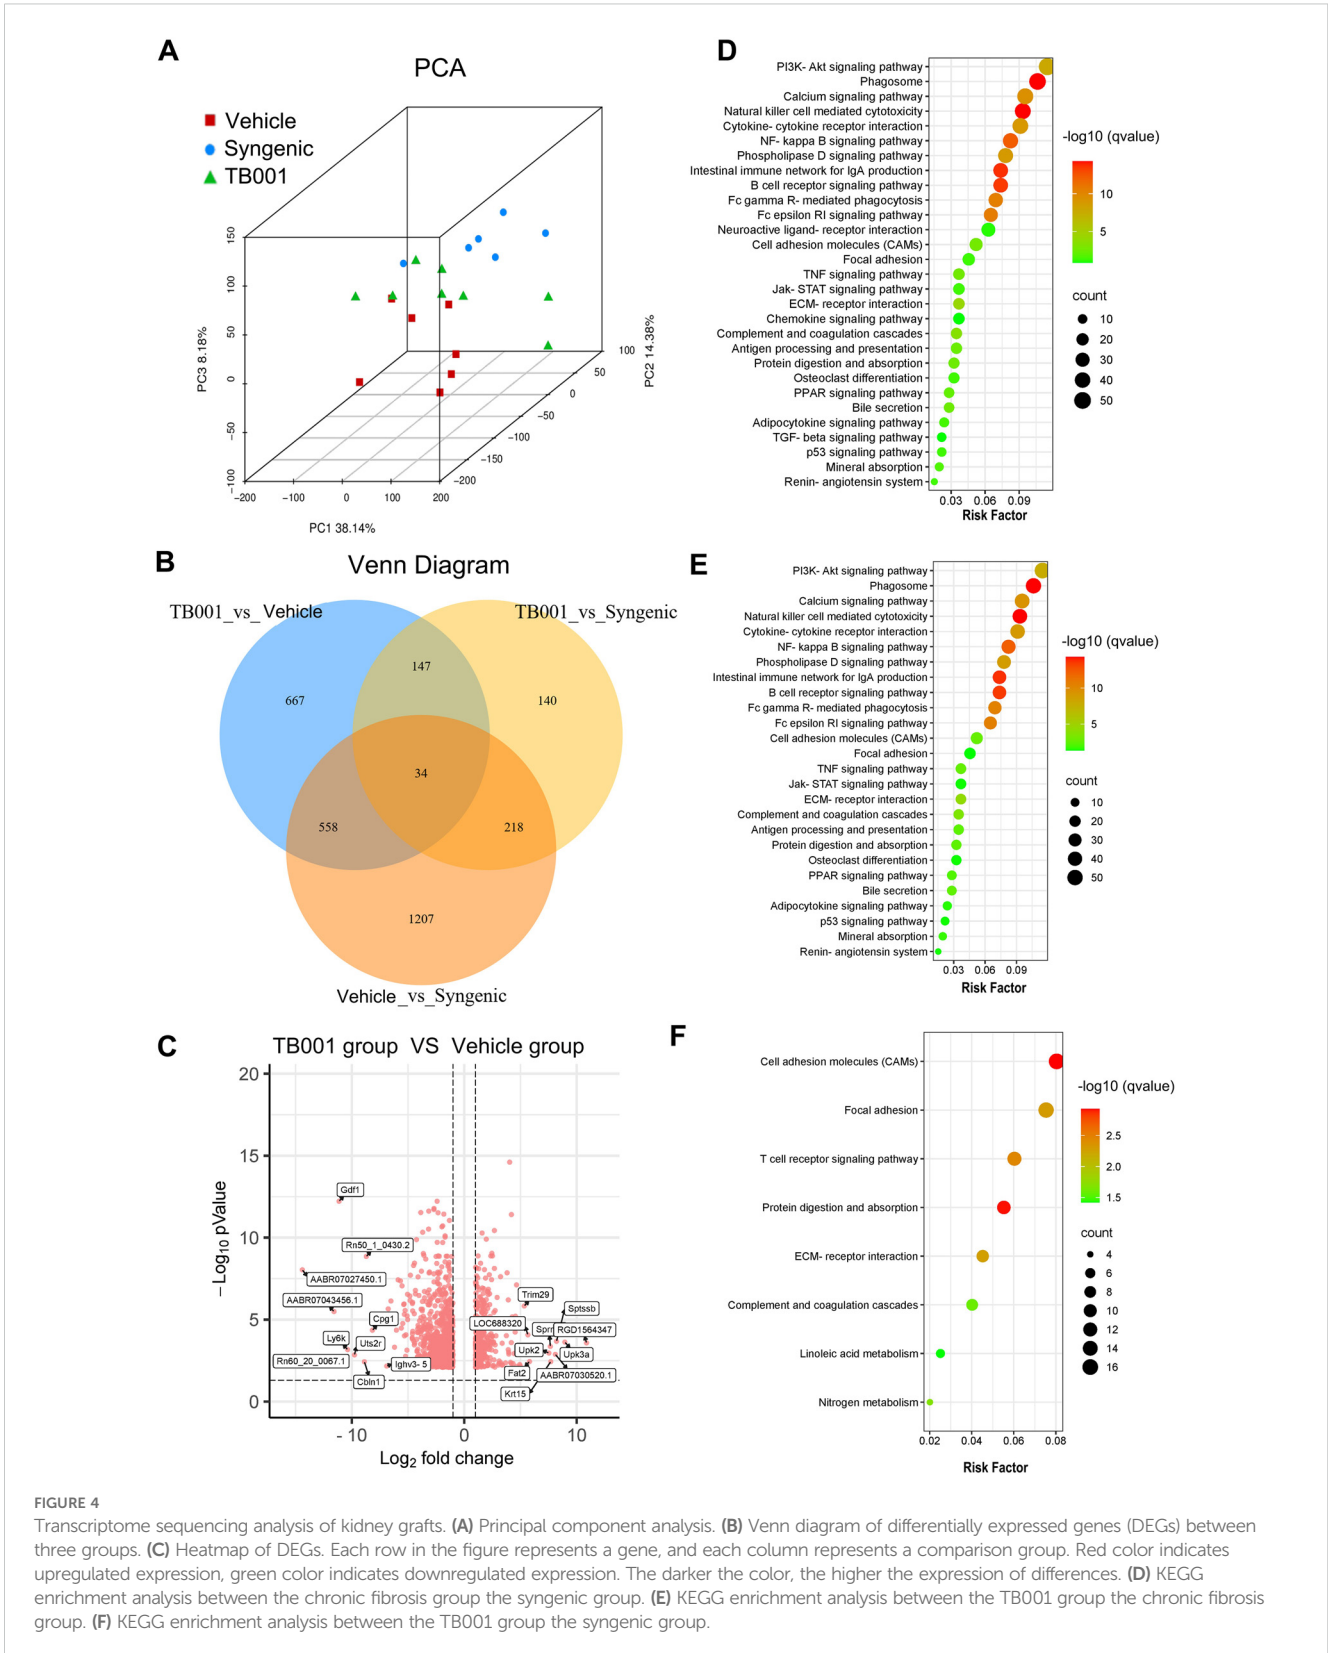 A
PCA
Vehicle
Syngenic
TB001
150
100
50
0
−50
−100
PC3 8.18%
−200
−100
0
100
200
PC1 38.14%
100
50
0
−50
−100
−150
−200
PC2 14.38%
B
Venn Diagram
TB001_vs_Vehicle
TB001_vs_Syngenic
147
667
140
34
558
218
1207
Vehicle_vs_Syngenic
C
TB001 group VS Vehicle group
20
15
10
5
0
−Log10 pValue
Gdf1
Rn50_1_0430.2
AABR07027450.1
AABR07043456.1
Cpg1
Ly6k
Uts2r
Rn60_20_0067.1
Ighv3- 5
Cbln1
Trim29
Sptssb
LOC688320
Sprr
RGD1564347
Upk2
Upk3a
Fat2
AABR07030520.1
Krt15
- 10
0
10
Log2 fold change
D
PI3K- Akt signaling pathway
Phagosome
Calcium signaling pathway
Natural killer cell mediated cytotoxicity
Cytokine- cytokine receptor interaction
NF- kappa B signaling pathway
Phospholipase D signaling pathway
Intestinal immune network for IgA production
B cell receptor signaling pathway
Fc gamma R- mediated phagocytosis
Fc epsilon RI signaling pathway
Neuroactive ligand- receptor interaction
Cell adhesion molecules (CAMs)
Focal adhesion
TNF signaling pathway
Jak- STAT signaling pathway
ECM- receptor interaction
Chemokine signaling pathway
Complement and coagulation cascades
Antigen processing and presentation
Protein digestion and absorption
Osteoclast differentiation
PPAR signaling pathway
Bile secretion
Adipocytokine signaling pathway
TGF- beta signaling pathway
p53 signaling pathway
Mineral absorption
Renin- angiotensin system
0.03 0.06 0.09
Risk Factor
-log10 (qvalue)
10
5
count
10
20
30
40
50
E
PI3K- Akt signaling pathway
Phagosome
Calcium signaling pathway
Natural killer cell mediated cytotoxicity
Cytokine- cytokine receptor interaction
NF- kappa B signaling pathway
Phospholipase D signaling pathway
Intestinal immune network for IgA production
B cell receptor signaling pathway
Fc gamma R- mediated phagocytosis
Fc epsilon RI signaling pathway
Cell adhesion molecules (CAMs)
Focal adhesion
TNF signaling pathway
Jak- STAT signaling pathway
ECM- receptor interaction
Complement and coagulation cascades
Antigen processing and presentation
Protein digestion and absorption
Osteoclast differentiation
PPAR signaling pathway
Bile secretion
Adipocytokine signaling pathway
p53 signaling pathway
Mineral absorption
Renin- angiotensin system
0.03 0.06 0.09
Risk Factor
-log10 (qvalue)
10
5
count
10
20
30
40
50
F
Cell adhesion molecules (CAMs)
Focal adhesion
T cell receptor signaling pathway
Protein digestion and absorption
ECM- receptor interaction
Complement and coagulation cascades
Linoleic acid metabolism
Nitrogen metabolism
0.02 0.04 0.06 0.08
Risk Factor
-log10 (qvalue)
2.5
2.0
1.5
count
4
6
8
10
12
14
16
FIGURE 4
Transcriptome sequencing analysis of kidney grafts. (A) Principal component analysis. (B) Venn diagram of differentially expressed genes (DEGs) between
three groups. (C) Heatmap of DEGs. Each row in the figure represents a gene, and each column represents a comparison group. Red color indicates
upregulated expression, green color indicates downregulated expression. The darker the color, the higher the expression of differences. (D) KEGG
enrichment analysis between the chronic fibrosis group the syngenic group. (E) KEGG enrichment analysis between the TB001 group the chronic fibrosis
group. (F) KEGG enrichment analysis between the TB001 group the syngenic group.